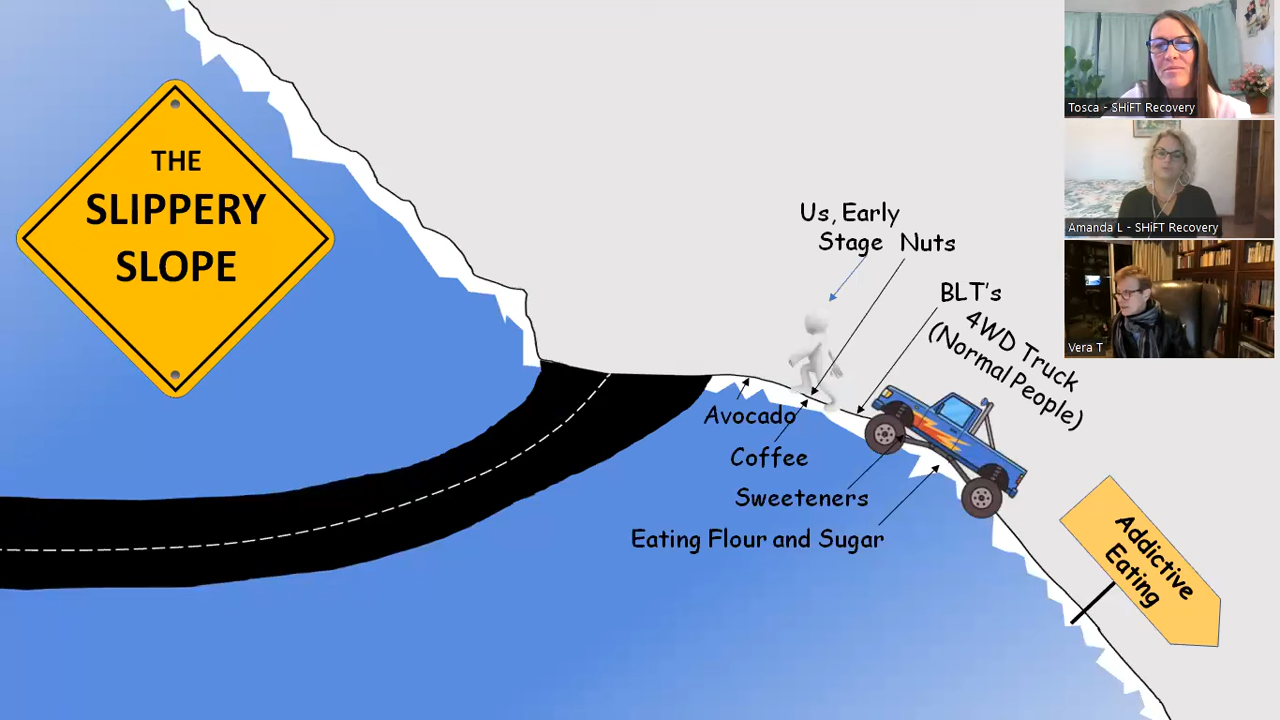 THE
SLIPPERY
SLOPE
Us, Early
Stage
Nuts
BLT's
4WD Truck
(Normal People)
Avocado
Coffee
Sweeteners
Eating Flour and Sugar
Addictive
Eating
Tosca - SHiFT Recovery
Amanda L - SHiFT Recovery
Vera T